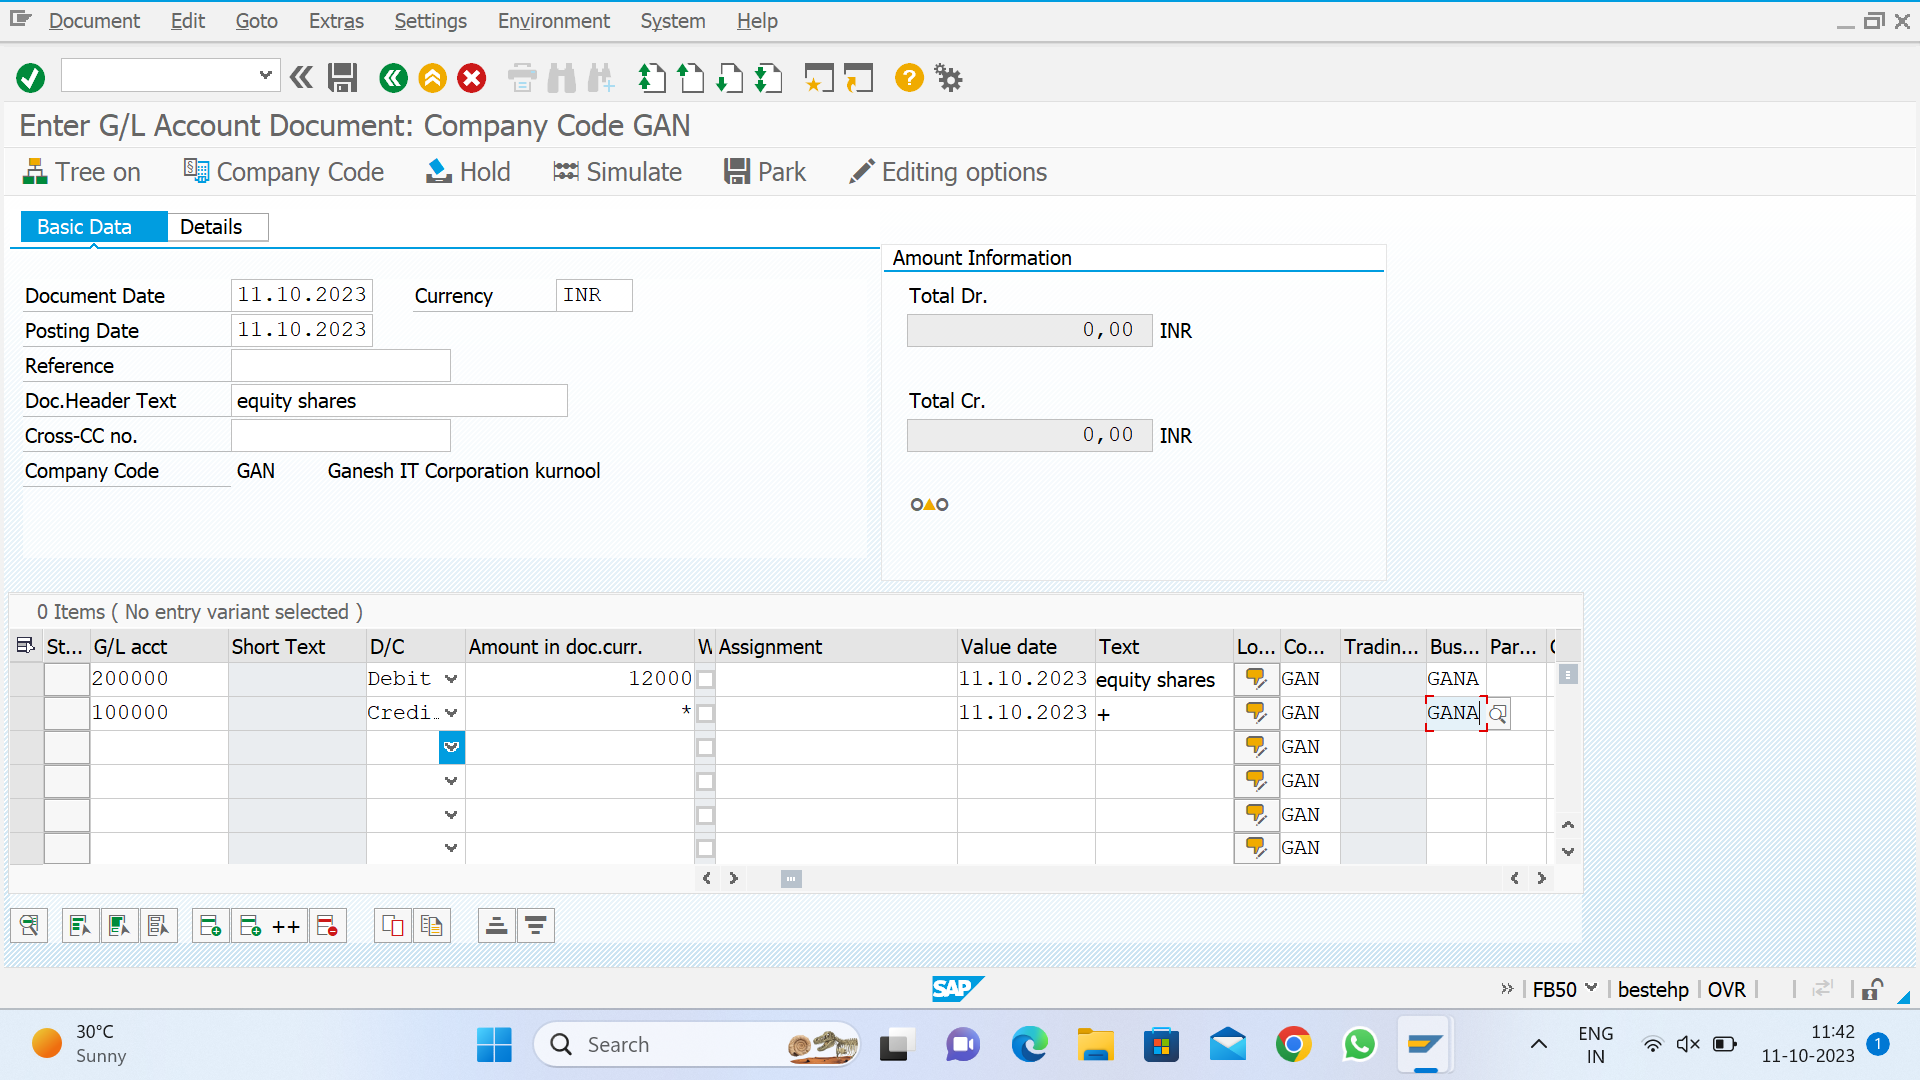 Document Edit Goto Extras Settings Environment System Help
Enter G/L Account Document: Company Code GAN
Tree on Company Code Hold Simulate Park Editing options
Basic Data Details
Amount Information
Document Date 11.10.2023 Currency INR
Total Dr.
Posting Date 11.10.2023
0,00 INR
Reference
Doc.Header Text equity shares
Total Cr.
Cross-CC no.
0,00 INR
Company Code GAN Ganesh IT Corporation kurnool
0 Items ( No entry variant selected )
St... G/L acct Short Text D/C Amount in doc.curr. W Assignment Value date Text Lo... Co... Tradin... Bus... Par...
200000 Debit 12000 11.10.2023 equity shares GAN GANA
100000 Credi… * 11.10.2023 + GAN GANA
GAN
GAN
GAN
GAN
++
SAP
FB50 bestehp OVR
30°C
Sunny
Search
ENG
IN
11:42
11-10-2023
1